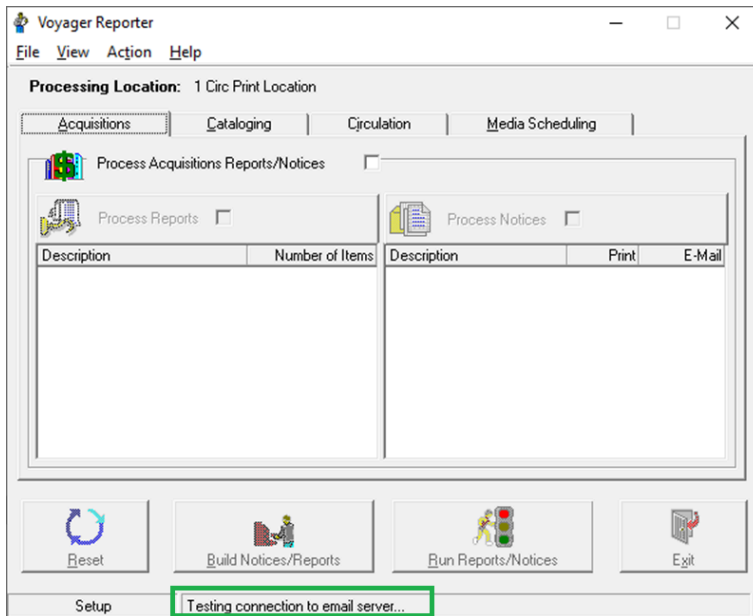 Voyager Reporter
File View Action Help
Processing Location: 1 Circ Print Location
Acquisitions Cataloging Circulation Media Scheduling
Process Acquisitions Reports/Notices
Process Reports Process Notices
Description Number of Items Description Print E-Mail
Reset Build Notices/Reports Run Reports/Notices Exit
Setup Testing connection to email server...